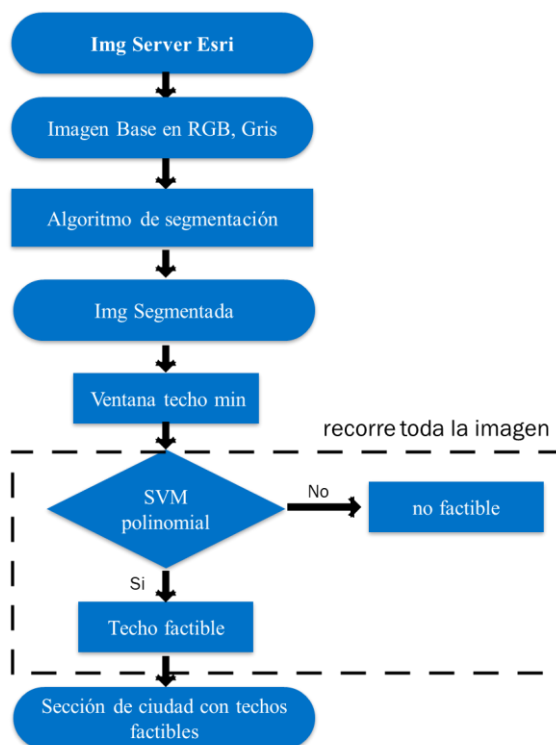 Img Server Esri
Imagen Base en RGB, Gris
Algoritmo de segmentación
Img Segmentada
Ventana techo min
recorre toda la imagen
SVM
polinomial
No
no factible
Si
Techo factible
Sección de ciudad con techos
factibles